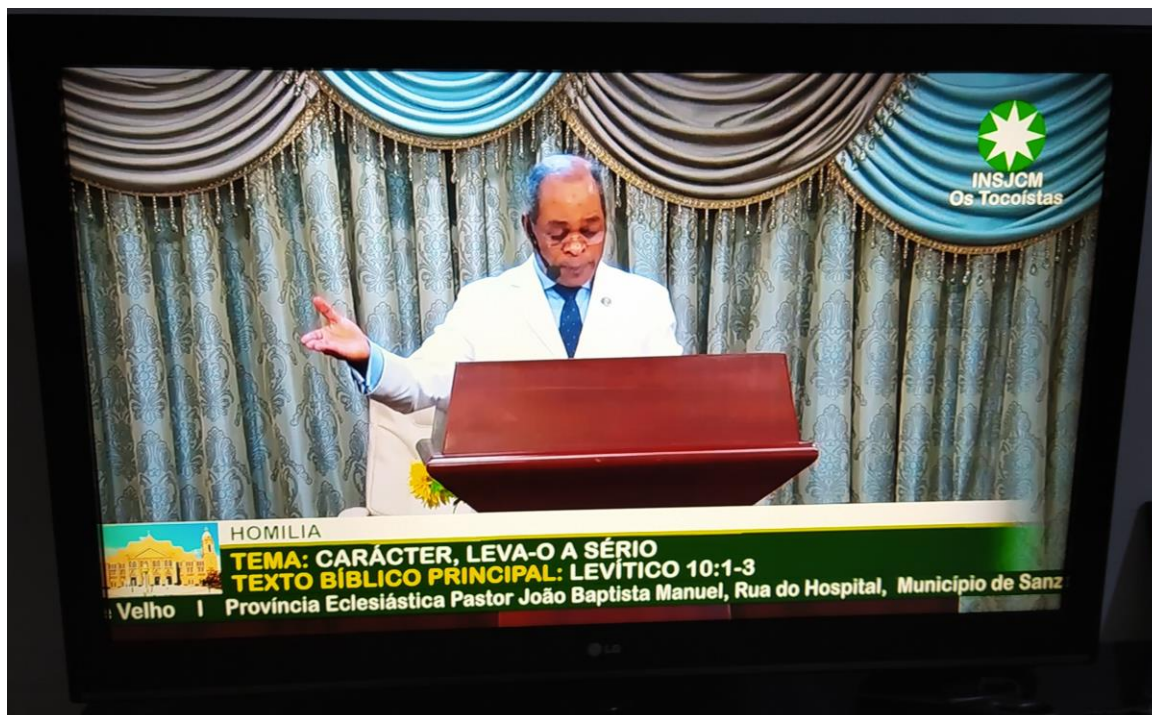 INSJCM
Os Tocoístas
HOMILIA
TEMA: CARÁCTER, LEVA-O A SÉRIO
TEXTO BÍBLICO PRINCIPAL: LEVÍTICO 10:1-3
Velho I Província Eclesiástica Pastor João Baptista Manuel, Rua do Hospital, Município de Sanz
LG